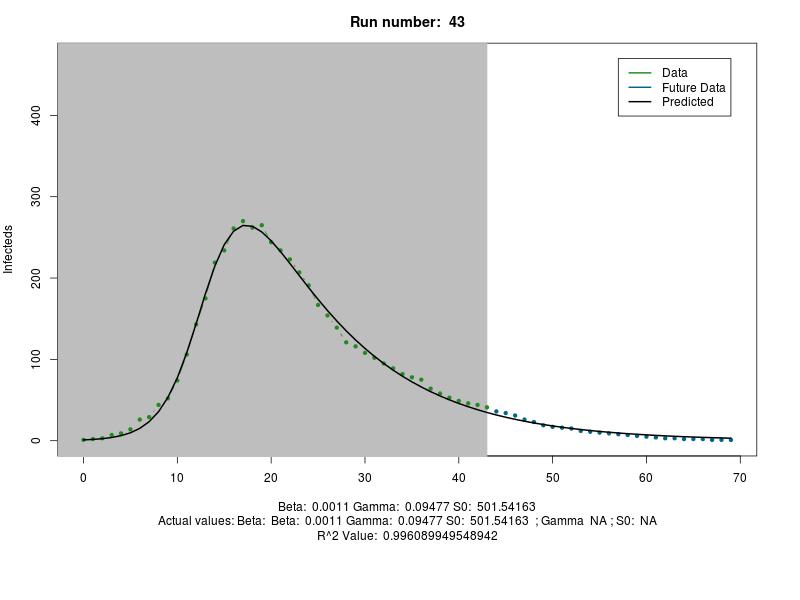 Run number: 43
Data
Future Data
Predicted
Infecteds
400
300
200
100
0
0 10 20 30 40 50 60 70
Beta: 0.0011 Gamma: 0.09477 S0: 501.54163
Actual values: Beta: Beta: 0.0011 Gamma: 0.09477 S0: 501.54163 ; Gamma NA ; S0: NA
R^2 Value: 0.996089949548942